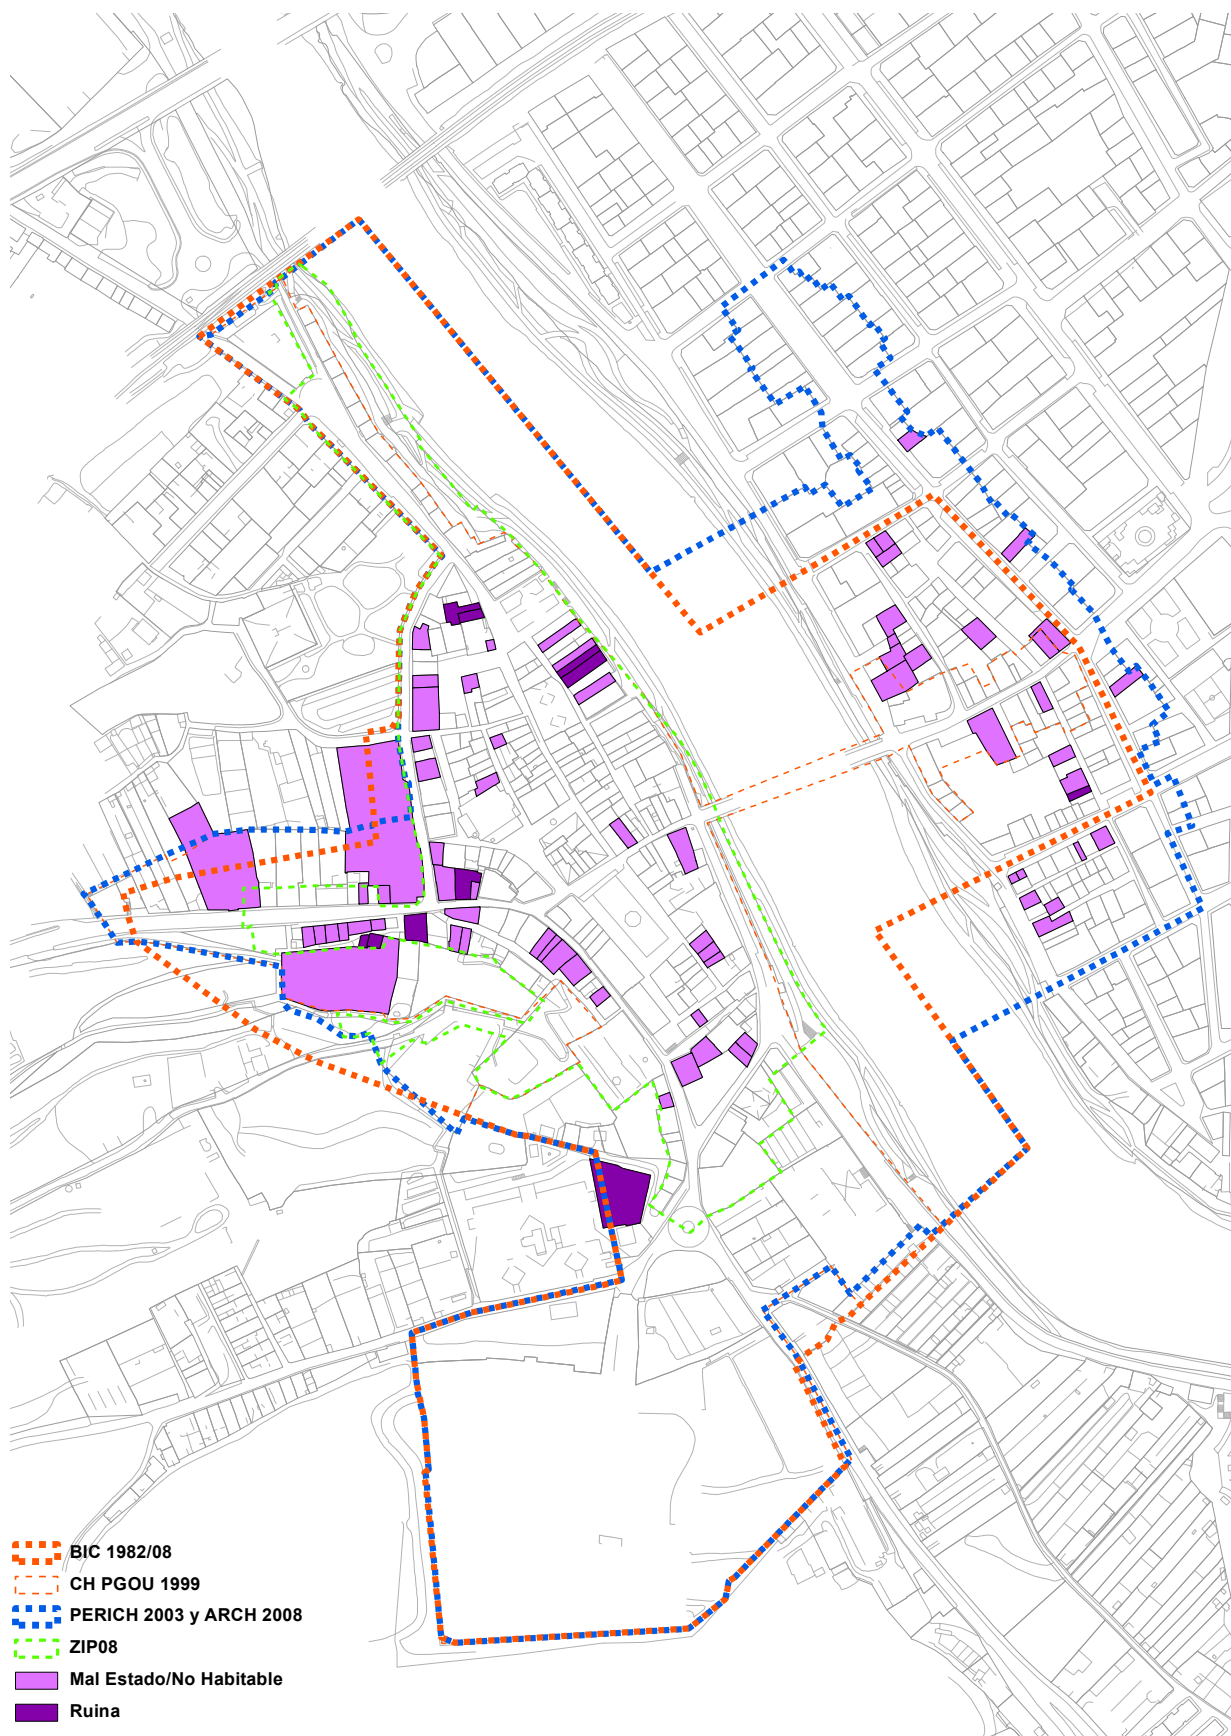 BIC 1982/08
CH PGOU 1999
PERICH 2003 y ARCH 2008
ZIP08
Mal Estado/No Habitable
Ruina